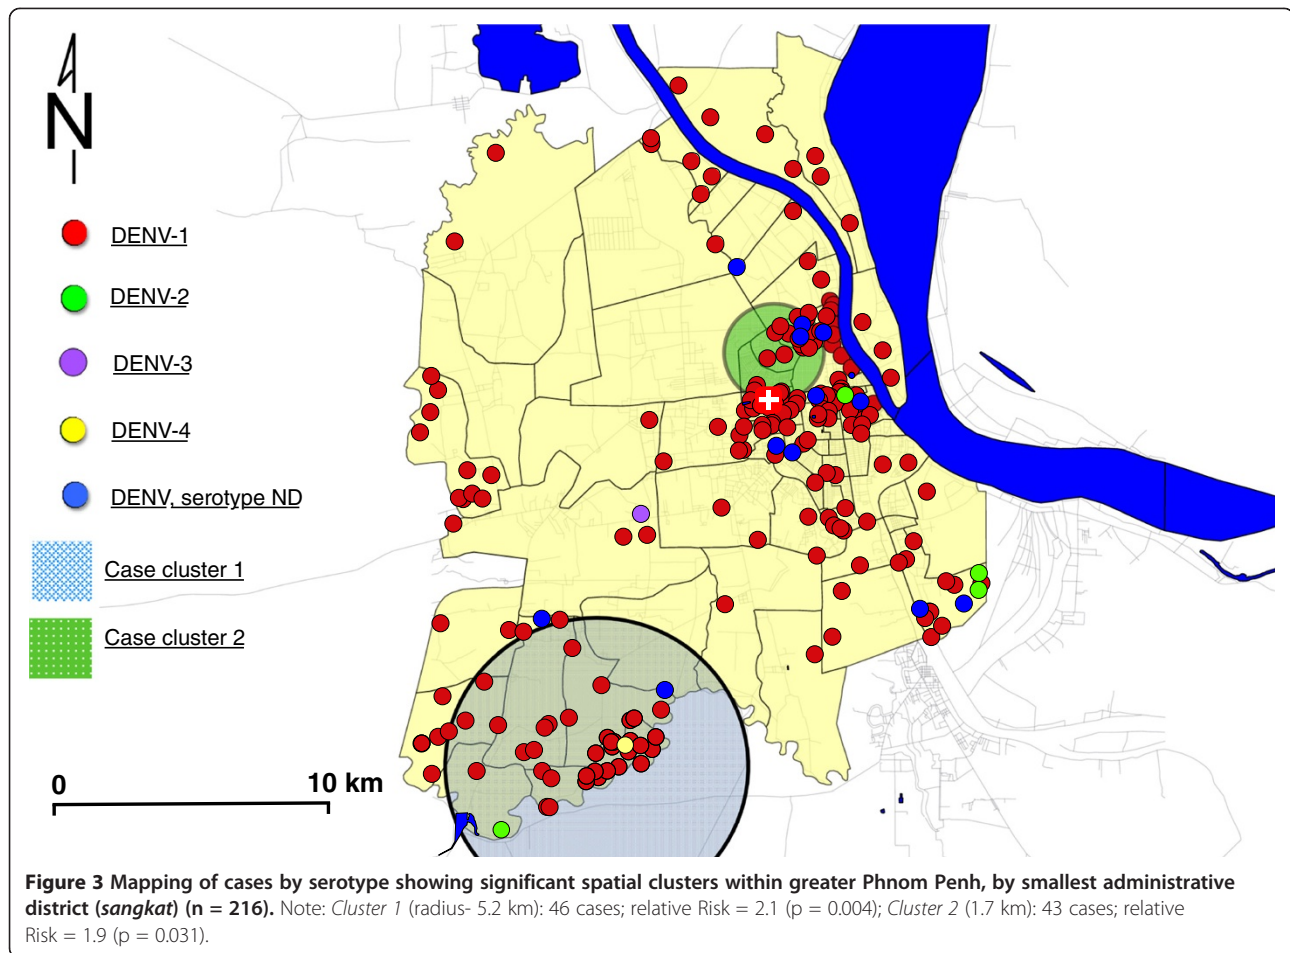 N
DENV-1
DENV-2
DENV-3
DENV-4
DENV, serotype ND
Case cluster 1
Case cluster 2
0 10 km
Figure 3 Mapping of cases by serotype showing significant spatial clusters within greater Phnom Penh, by smallest administrative
district (sangkat) (n = 216). Note: Cluster 1 (radius- 5.2 km): 46 cases; relative Risk = 2.1 (p = 0.004); Cluster 2 (1.7 km): 43 cases; relative
Risk = 1.9 (p = 0.031).